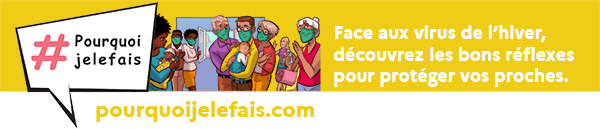 # Pourquoi
jelefais
Face aux virus de l'hiver,
découvrez les bons réflexes
pour protéger vos proches.
pourquoijelefais.com